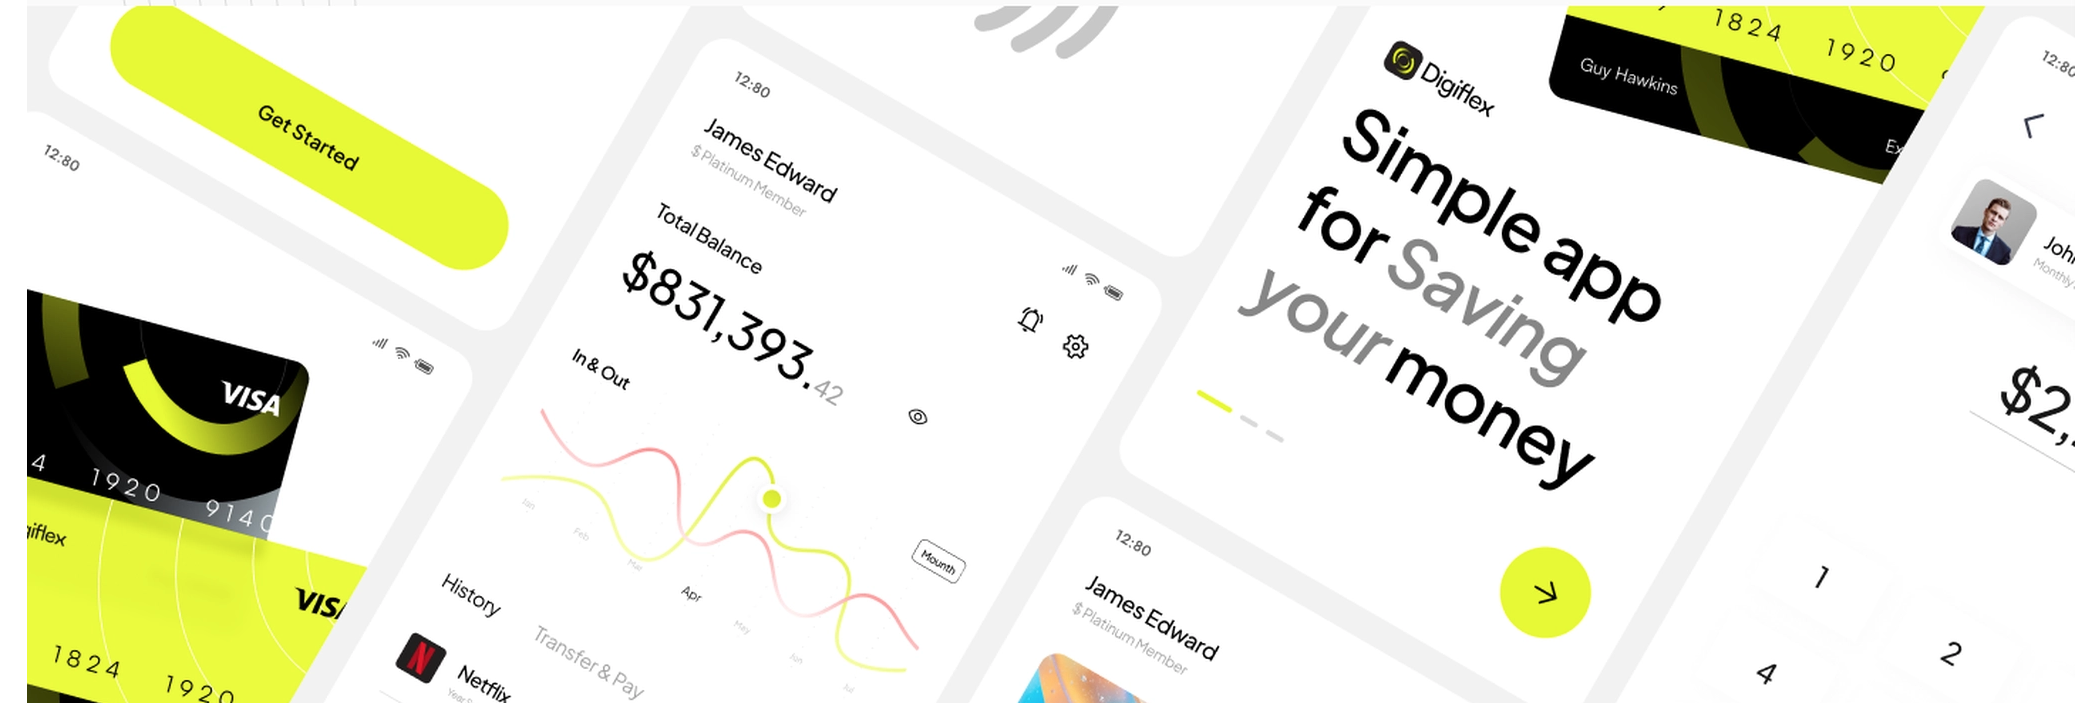 Get Started
12:80
VISA
4 1920 9140
giflex
VISA
1824 1920
12:80
James Edward
$ Platinum Member
Total Balance
$831,393.42
In & Out
Jan
Feb
Mar
Apr
May
Jun
Jul
Mounth
History
Transfer & Pay
Netflix
Digiflex
Simple app
for Saving
your money
1824 1920
Guy Hawkins
Ex
12:80
James Edward
$ Platinum Member
12:80
John
Monthly
$2,
1
2
4